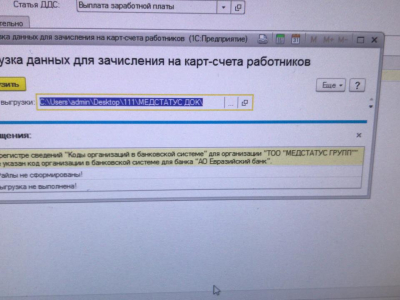 Статья ДДС: Выплата заработной платы
зка данных для зачисления на карт-счета работников (1С:Предприятие)
M M+ M-
узка данных для зачисления на карт-счета работников
узить
Еще ?
выгрузки: C:\Users\admin\Desktop\111\МЕДСТАТУС ДОК\ ...
щения:
регистре сведений "Коды организаций в банковской системе" для организации "ТОО "МЕДСТАТУС ГРУПП""
указан код организации в банковской системе для банка "АО Евразийский банк".
айлы не сформированы!
ыгрузка не выполнена!